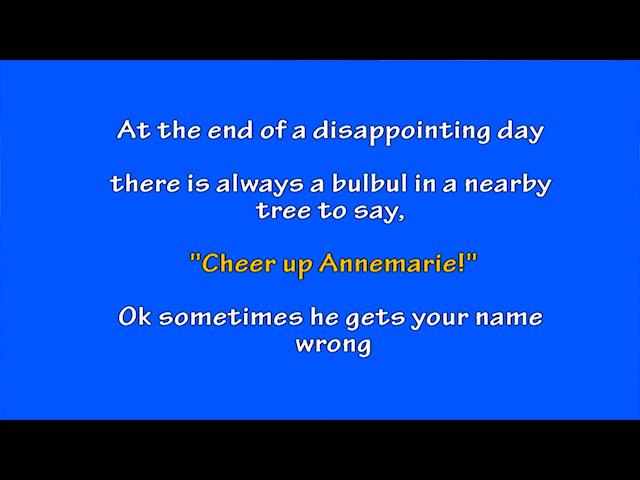 At the end of a disappointing day
there is always a bulbul in a nearby
tree to say,
"Cheer up Annemarie!"
Ok sometimes he gets your name
wrong